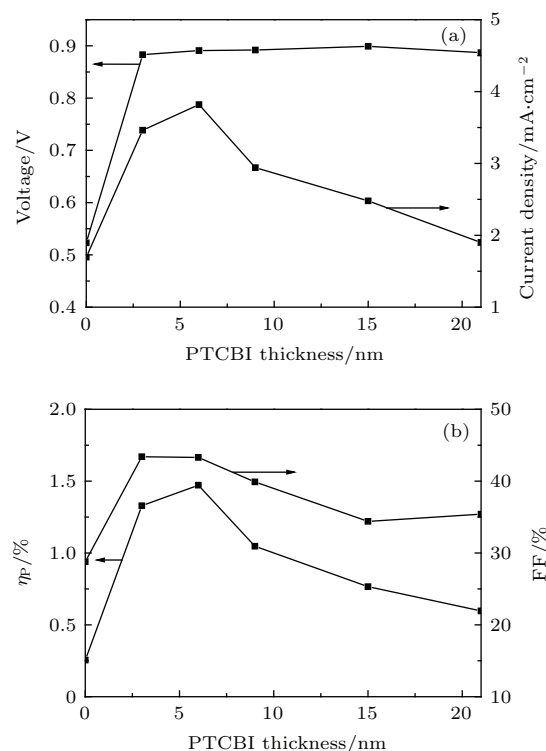 (a)
Voltage/V
0.9
0.8
0.7
0.6
0.5
0.4
5
4
3
2
1
Current density/mA·cm−2
0 5 10 15 20
PTCBI thickness/nm
(b)
ηP/%
2.0
1.5
1.0
0.5
0
50
40
30
20
10
FF/%
0 5 10 15 20
PTCBI thickness/nm